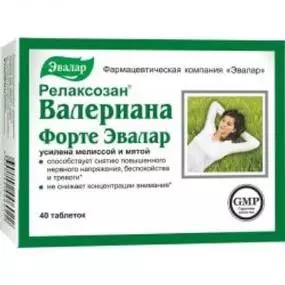 Эвалар
Фармацевтическая компания «Эвалар»
Релаксозан®
Валериана
Форте Эвалар
усилена мелиссой и мятой
• способствует снятию повышенного
нервного напряжения, беспокойства
и тревоги*
• не снижает концентрации внимания*
40 таблеток
GMP